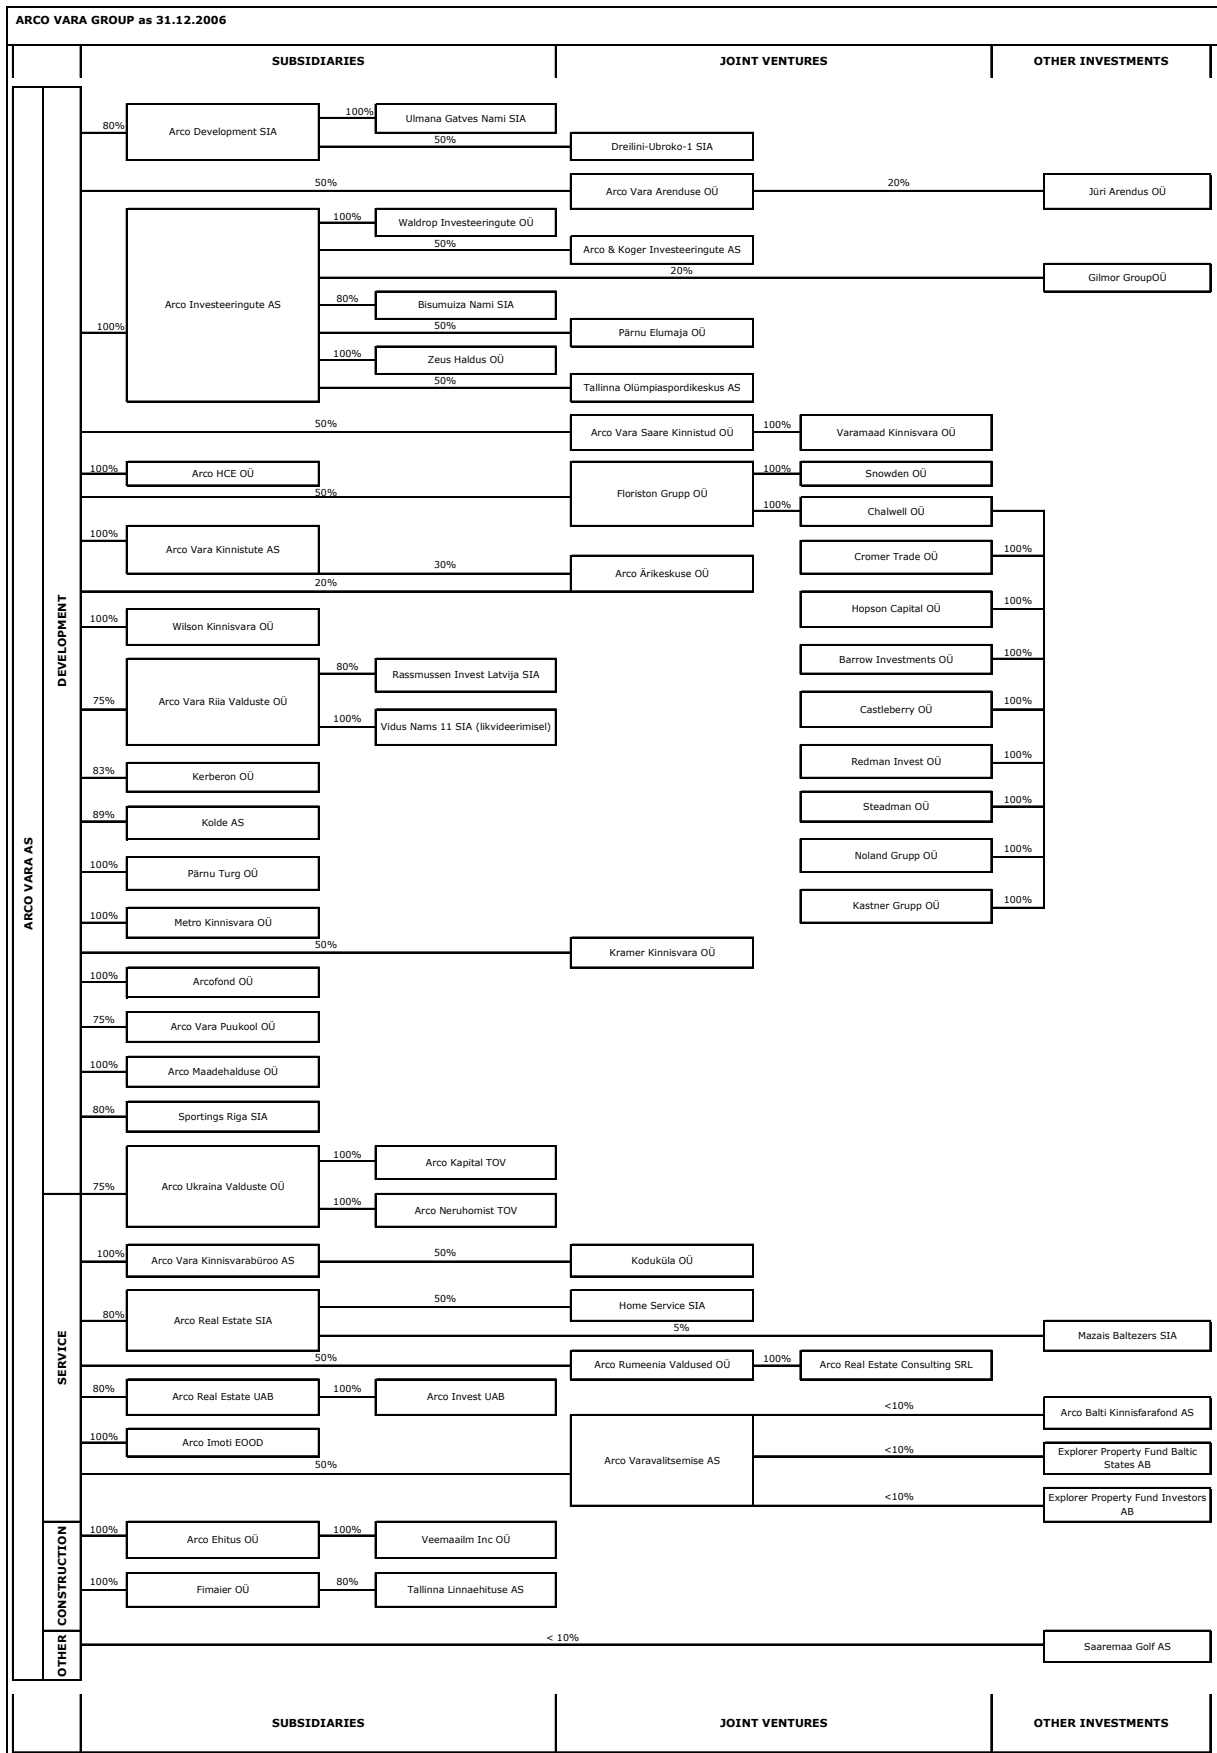 ARCO VARA GROUP as 31.12.2006
SUBSIDIARIES
JOINT VENTURES
OTHER INVESTMENTS
ARCO VARA AS
DEVELOPMENT
80%
Arco Development SIA
100%
Ulmana Gatves Nami SIA
50%
Dreilini-Ubroko-1 SIA
50%
Arco Vara Arenduse OÜ
20%
Jüri Arendus OÜ
100%
Arco Investeeringute AS
100%
Waldrop Investeeringute OÜ
50%
Arco & Koger Investeeringute AS
20%
Gilmor GroupOÜ
80%
Bisumuiza Nami SIA
50%
Pärnu Elumaja OÜ
100%
Zeus Haldus OÜ
50%
Tallinna Olümpiaspordikeskus AS
50%
Arco Vara Saare Kinnistud OÜ
100%
Varamaad Kinnisvara OÜ
100%
Arco HCE OÜ
50%
Floriston Grupp OÜ
100%
Snowden OÜ
100%
Chalwell OÜ
100%
Arco Vara Kinnistute AS
30%
20%
Arco Ärikeskuse OÜ
Cromer Trade OÜ
100%
Hopson Capital OÜ
100%
100%
Wilson Kinnisvara OÜ
Barrow Investments OÜ
100%
75%
Arco Vara Riia Valduste OÜ
80%
Rassmussen Invest Latvija SIA
100%
Vidus Nams 11 SIA (likvideerimisel)
Castleberry OÜ
100%
Redman Invest OÜ
100%
83%
Kerberon OÜ
Steadman OÜ
100%
89%
Kolde AS
Noland Grupp OÜ
100%
100%
Pärnu Turg OÜ
Kastner Grupp OÜ
100%
100%
Metro Kinnisvara OÜ
50%
Kramer Kinnisvara OÜ
100%
Arcofond OÜ
75%
Arco Vara Puukool OÜ
100%
Arco Maadehalduse OÜ
80%
Sportings Riga SIA
75%
Arco Ukraina Valduste OÜ
100%
Arco Kapital TOV
100%
Arco Neruhomist TOV
SERVICE
100%
Arco Vara Kinnisvarabüroo AS
50%
Koduküla OÜ
80%
Arco Real Estate SIA
50%
Home Service SIA
5%
Mazais Baltezers SIA
50%
Arco Rumeenia Valdused OÜ
100%
Arco Real Estate Consulting SRL
80%
Arco Real Estate UAB
100%
Arco Invest UAB
100%
Arco Imoti EOOD
50%
Arco Varavalitsemise AS
<10%
Arco Balti Kinnisfarafond AS
<10%
Explorer Property Fund Baltic
States AB
<10%
Explorer Property Fund Investors
AB
CONSTRUCTION
100%
Arco Ehitus OÜ
100%
Veemaailm Inc OÜ
100%
Fimaier OÜ
80%
Tallinna Linnaehituse AS
OTHER
< 10%
Saaremaa Golf AS
SUBSIDIARIES
JOINT VENTURES
OTHER INVESTMENTS